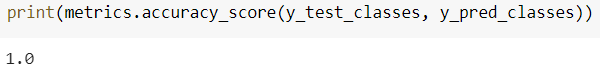 print(metrics.accuracy_score(y_test_classes, y_pred_classes))
1.0